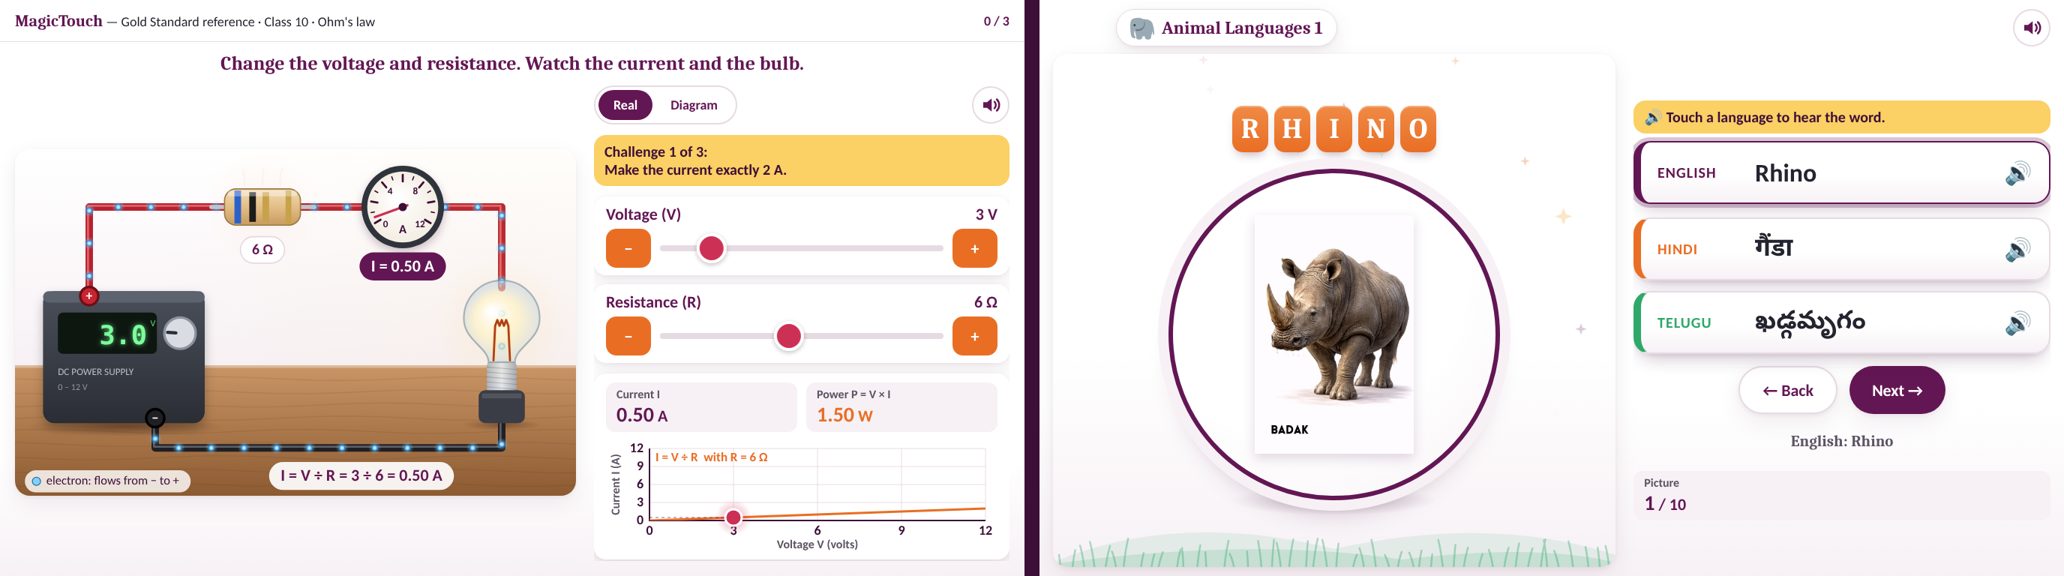 MagicTouch — Gold Standard reference · Class 10 · Ohm's law
0 / 3
Change the voltage and resistance. Watch the current and the bulb.
Real
Diagram
Challenge 1 of 3:
Make the current exactly 2 A.
Voltage (V)
3 V
–
+
Resistance (R)
6 Ω
–
+
Current I
0.50 A
Power P = V × I
1.50 W
I = V ÷ R with R = 6 Ω
Current I (A)
12
9
6
3
0
0
3
6
9
12
Voltage V (volts)
6 Ω
0
4
8
12
A
I = 0.50 A
+
3.0 V
DC POWER SUPPLY
0 – 12 V
–
electron: flows from – to +
I = V ÷ R = 3 ÷ 6 = 0.50 A
Animal Languages 1
RHINO
BADAK
Touch a language to hear the word.
ENGLISH Rhino
HINDI गैंडा
TELUGU ఖడ్గమృగం
← Back
Next →
English: Rhino
Picture
1 / 10